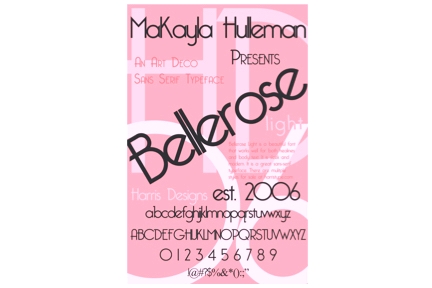 MaKayla Hulleman
Presents
An Art Deco
Sans Serif Typeface
Bellerose
light
Harris Designs est. 2006
abcdefghijklmnopqrstuvwxyz
ABCDEFGHIJKLMNOPQRSTUVWXYZ
0123456789
!@#?$%&*():;"